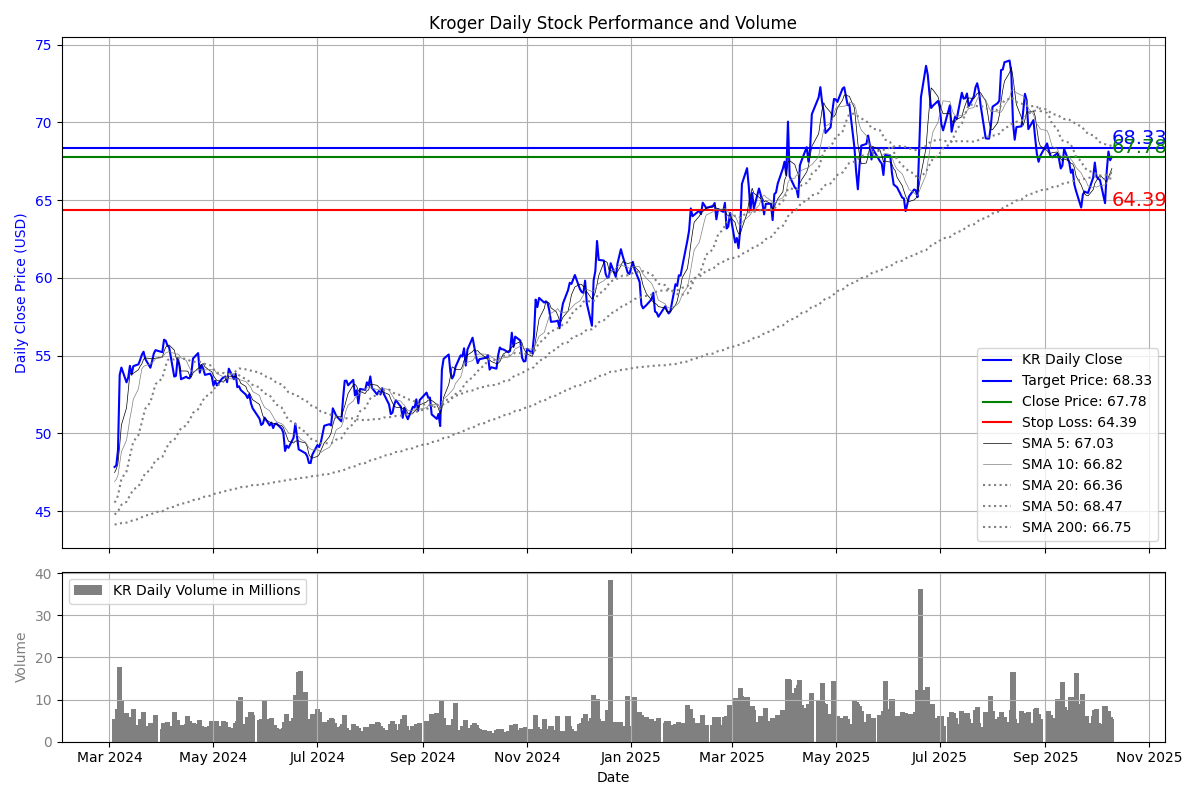 Kroger Daily Stock Performance and Volume
75
70
65
60
55
50
45
Daily Close Price (USD)
68.33
67.78
64.39
KR Daily Close
Target Price: 68.33
Close Price: 67.78
Stop Loss: 64.39
SMA 5: 67.03
SMA 10: 66.82
SMA 20: 66.36
SMA 50: 68.47
SMA 200: 66.75
40
30
20
10
0
Volume
KR Daily Volume in Millions
Mar 2024 May 2024 Jul 2024 Sep 2024 Nov 2024 Jan 2025 Mar 2025 May 2025 Jul 2025 Sep 2025 Nov 2025
Date